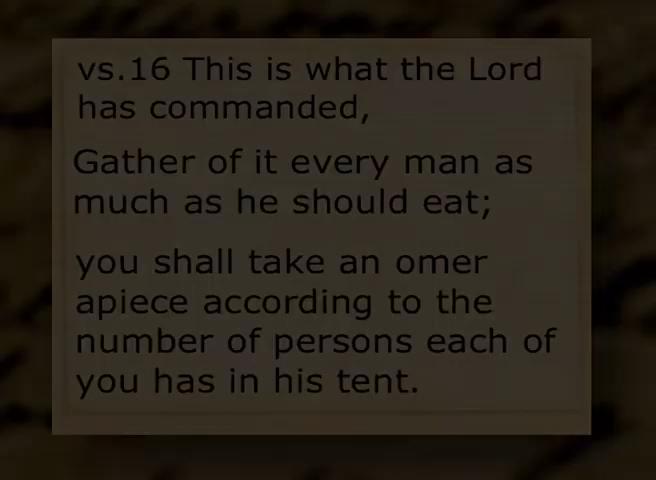 vs.16 This is what the Lord
has commanded,
Gather of it every man as
much as he should eat;
you shall take an omer
apiece according to the
number of persons each of
you has in his tent.